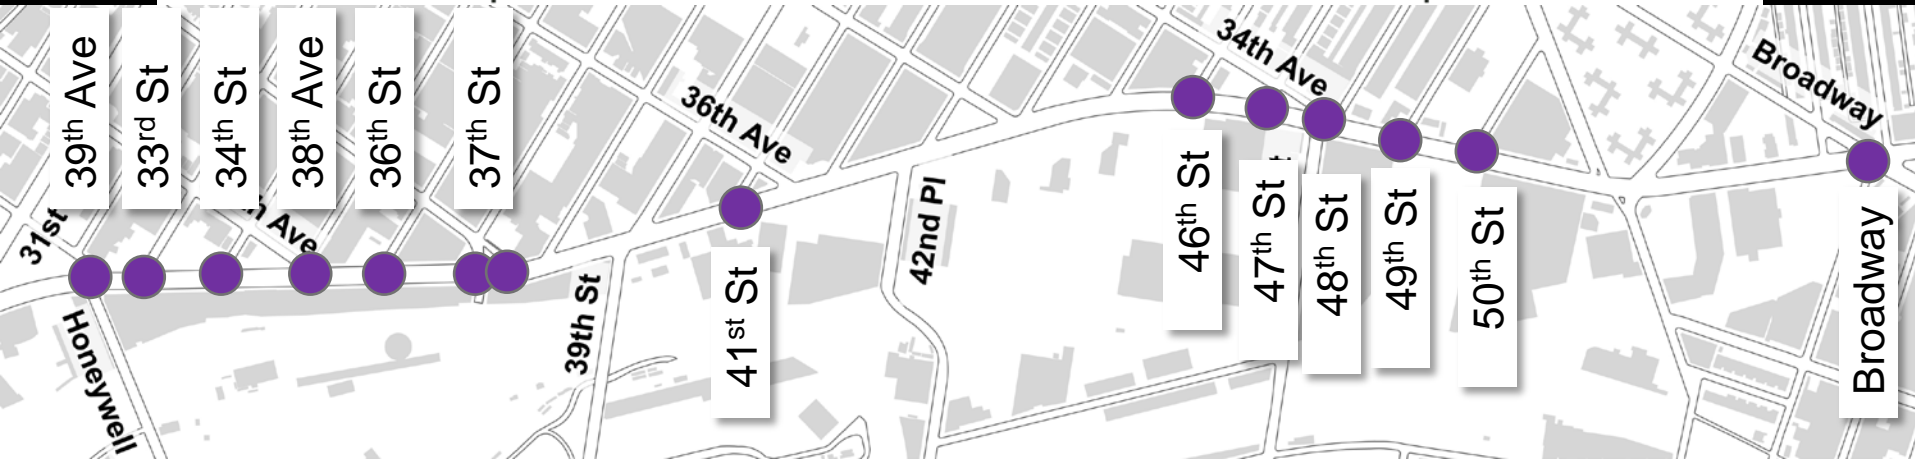 39th Ave
33rd St
34th St
38th Ave
36th St
37th St
31st
h Ave
Honeywell
39th St
36th Ave
41st St
42nd Pl
34th Ave
46th St
47th St
48th St
49th St
50th St
Broadway
Broadway